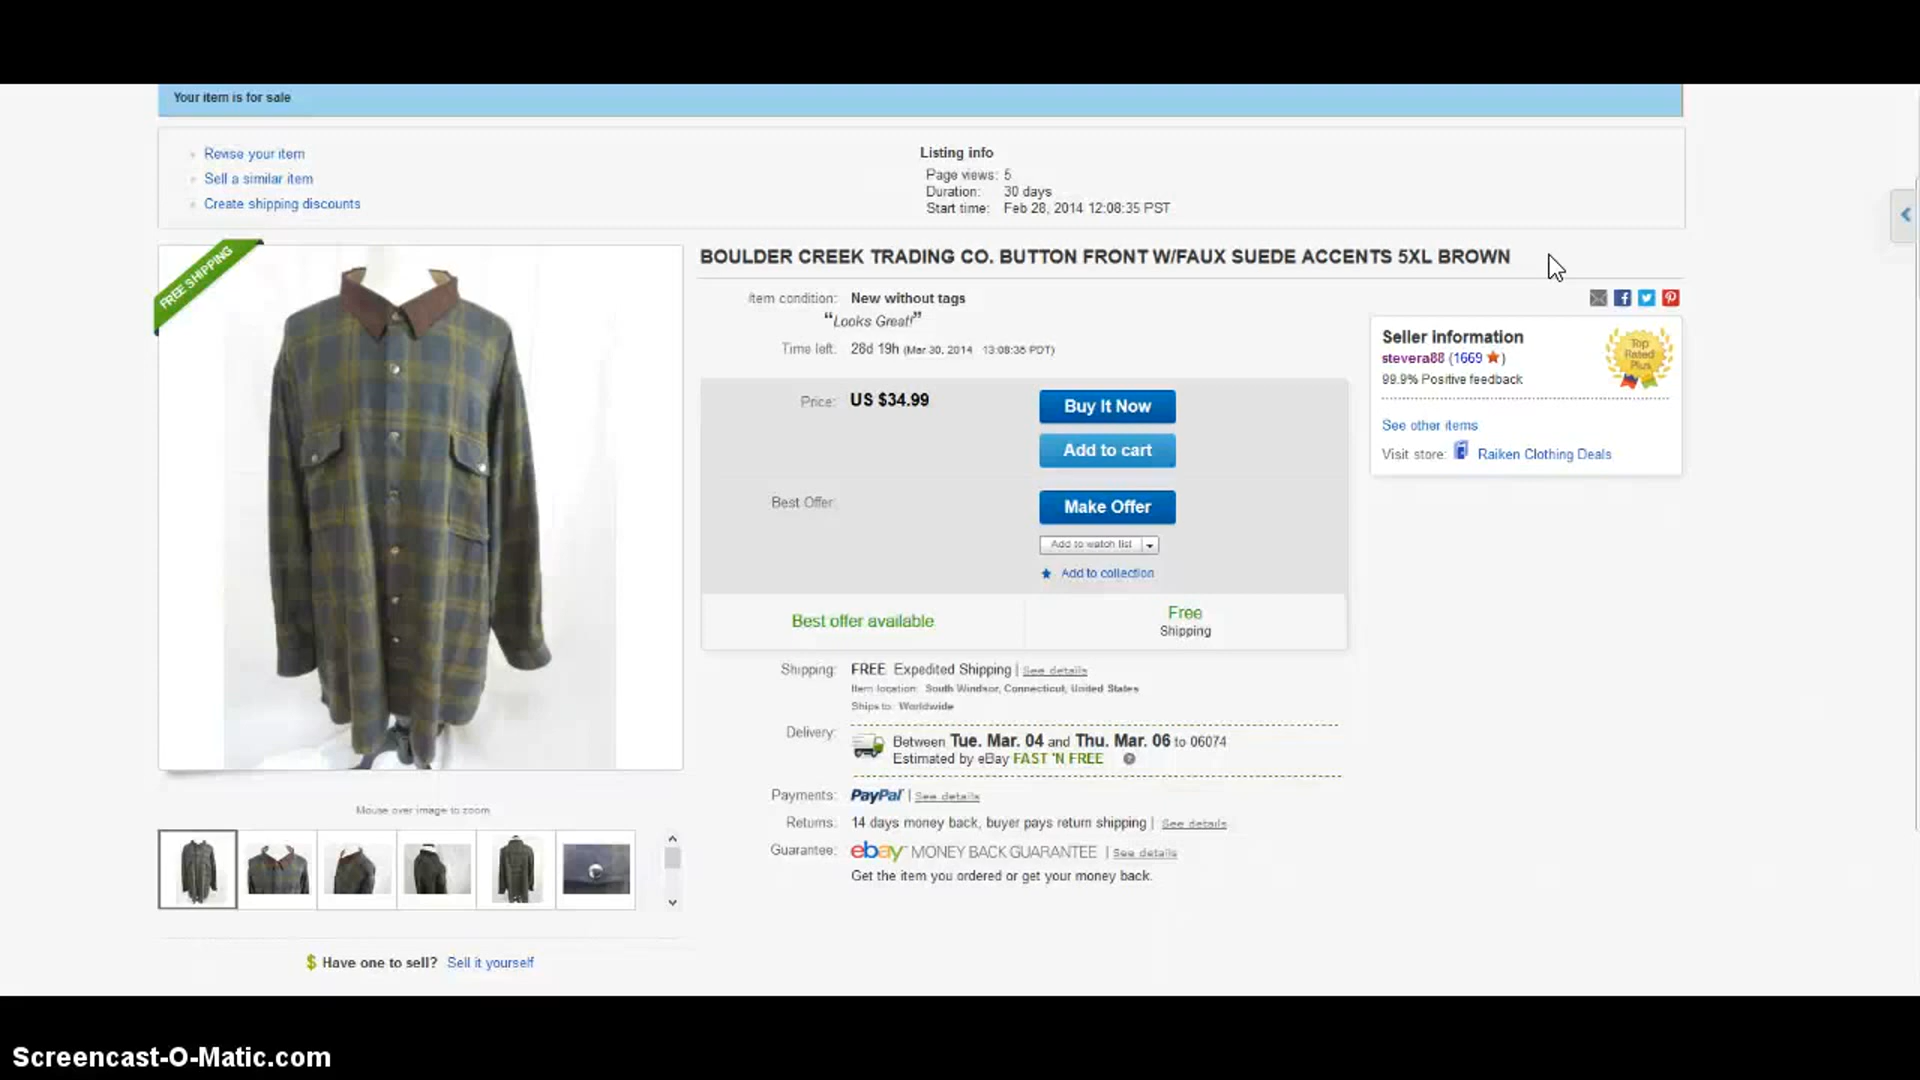 Your item is for sale
Revise your item
Sell a similar item
Create shipping discounts
Listing info
Page views: 5
Duration: 30 days
Start time: Feb 28, 2014 12:08:35 PST
FREE SHIPPING
BOULDER CREEK TRADING CO. BUTTON FRONT W/FAUX SUEDE ACCENTS 5XL BROWN
Item condition: New without tags
“Looks Great!”
Time left: 28d 19h (Mar 30, 2014 13:08:35 PDT)
Price: US $34.99
Buy It Now
Add to cart
Best Offer:
Make Offer
Add to watch list
Add to collection
Best offer available
Free
Shipping
Shipping: FREE Expedited Shipping | See details
Item location: South Windsor, Connecticut, United States
Ships to: Worldwide
Delivery: Between Tue. Mar. 04 and Thu. Mar. 06 to 06074
Estimated by eBay FAST 'N FREE ?
Payments: PayPal | See details
Returns: 14 days money back, buyer pays return shipping | See details
Guarantee: ebay MONEY BACK GUARANTEE | See details
Get the item you ordered or get your money back.
Seller information
stevera88 (1669 )
99.9% Positive feedback
Top
Rated
Plus
See other items
Visit store: Raiken Clothing Deals
Mouse over image to zoom
$ Have one to sell? Sell it yourself
Screencast-O-Matic.com